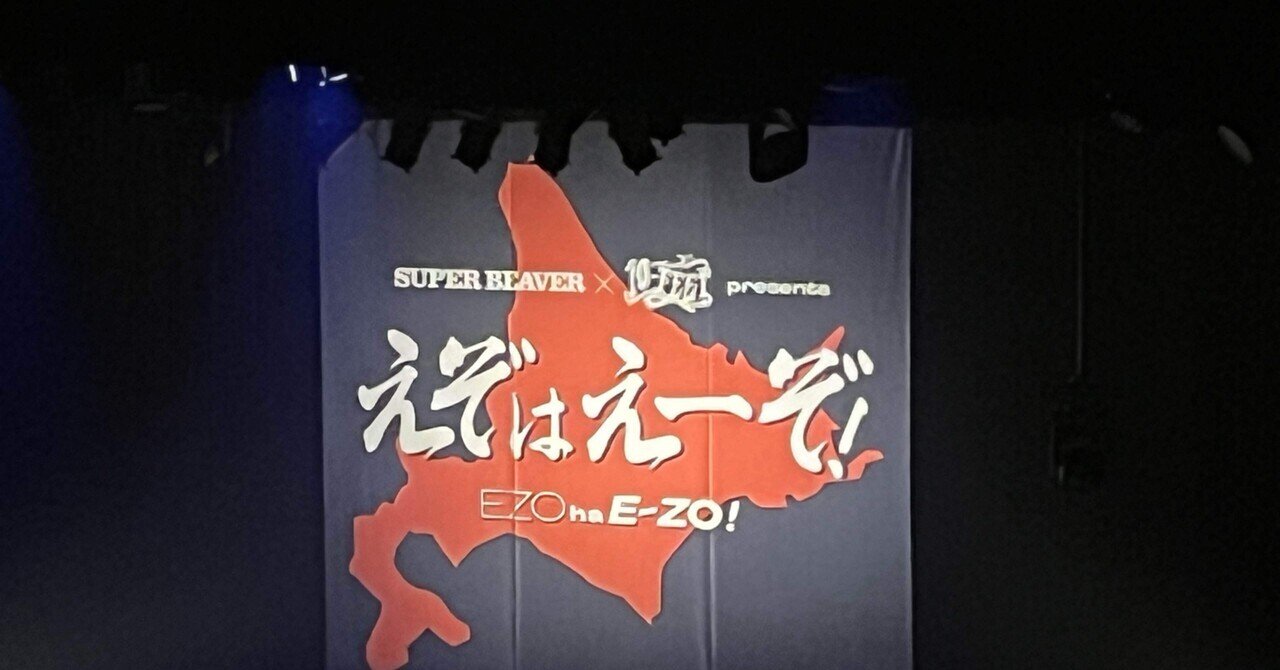 SUPER BEAVER × 10-FEET presents
えぞはえーぞ!
EZO ha E-ZO!